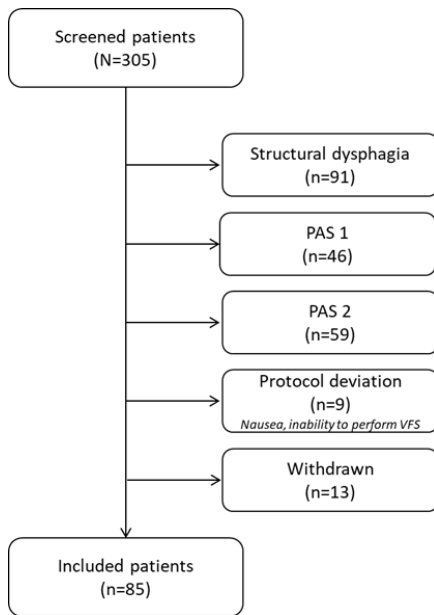 Screened patients
(N=305)
Structural dysphagia
(n=91)
PAS 1
(n=46)
PAS 2
(n=59)
Protocol deviation
(n=9)
Nausea, inability to perform VFS
Withdrawn
(n=13)
Included patients
(n=85)